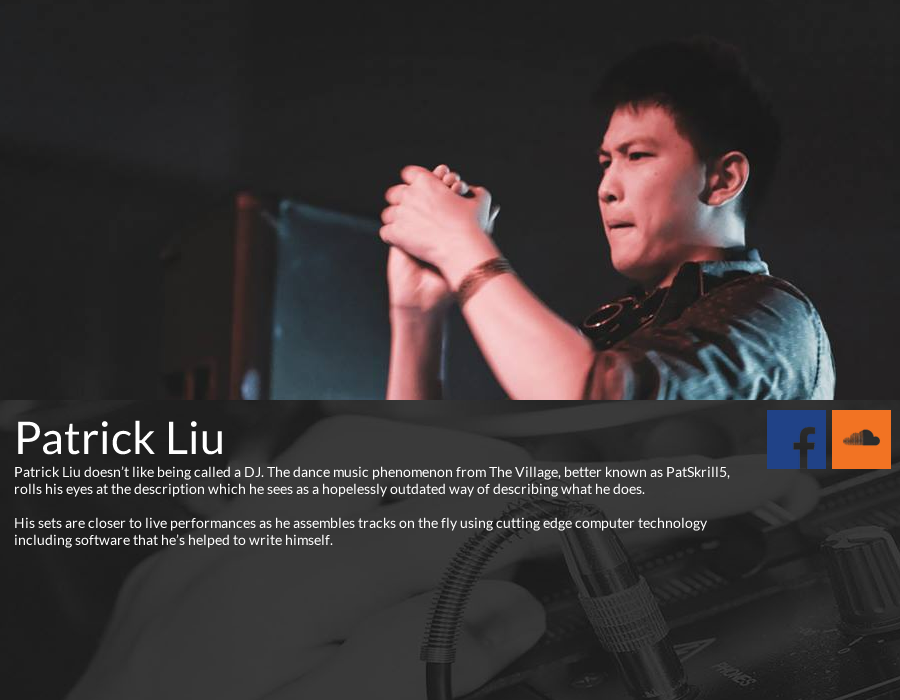 Patrick Liu
Patrick Liu doesn't like being called a DJ. The dance music phenomenon from The Village, better known as PatSkrill5,
rolls his eyes at the description which he sees as a hopelessly outdated way of describing what he does.
His sets are closer to live performances as he assembles tracks on the fly using cutting edge computer technology
including software that he's helped to write himself.
PHONES